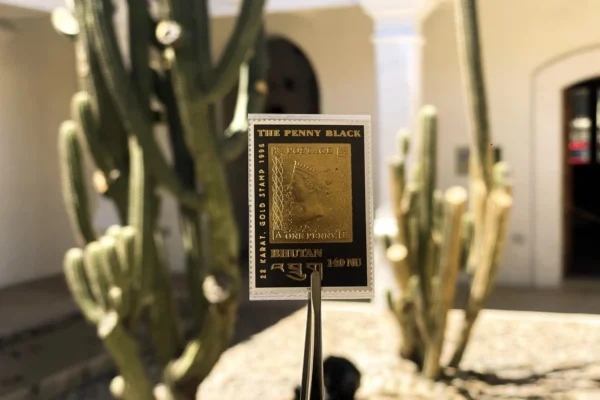 THE PENNY BLACK
22 KARAT. GOLD STAMP 1996
POSTAGE
ONE PENNY
BHUTAN
140 NU